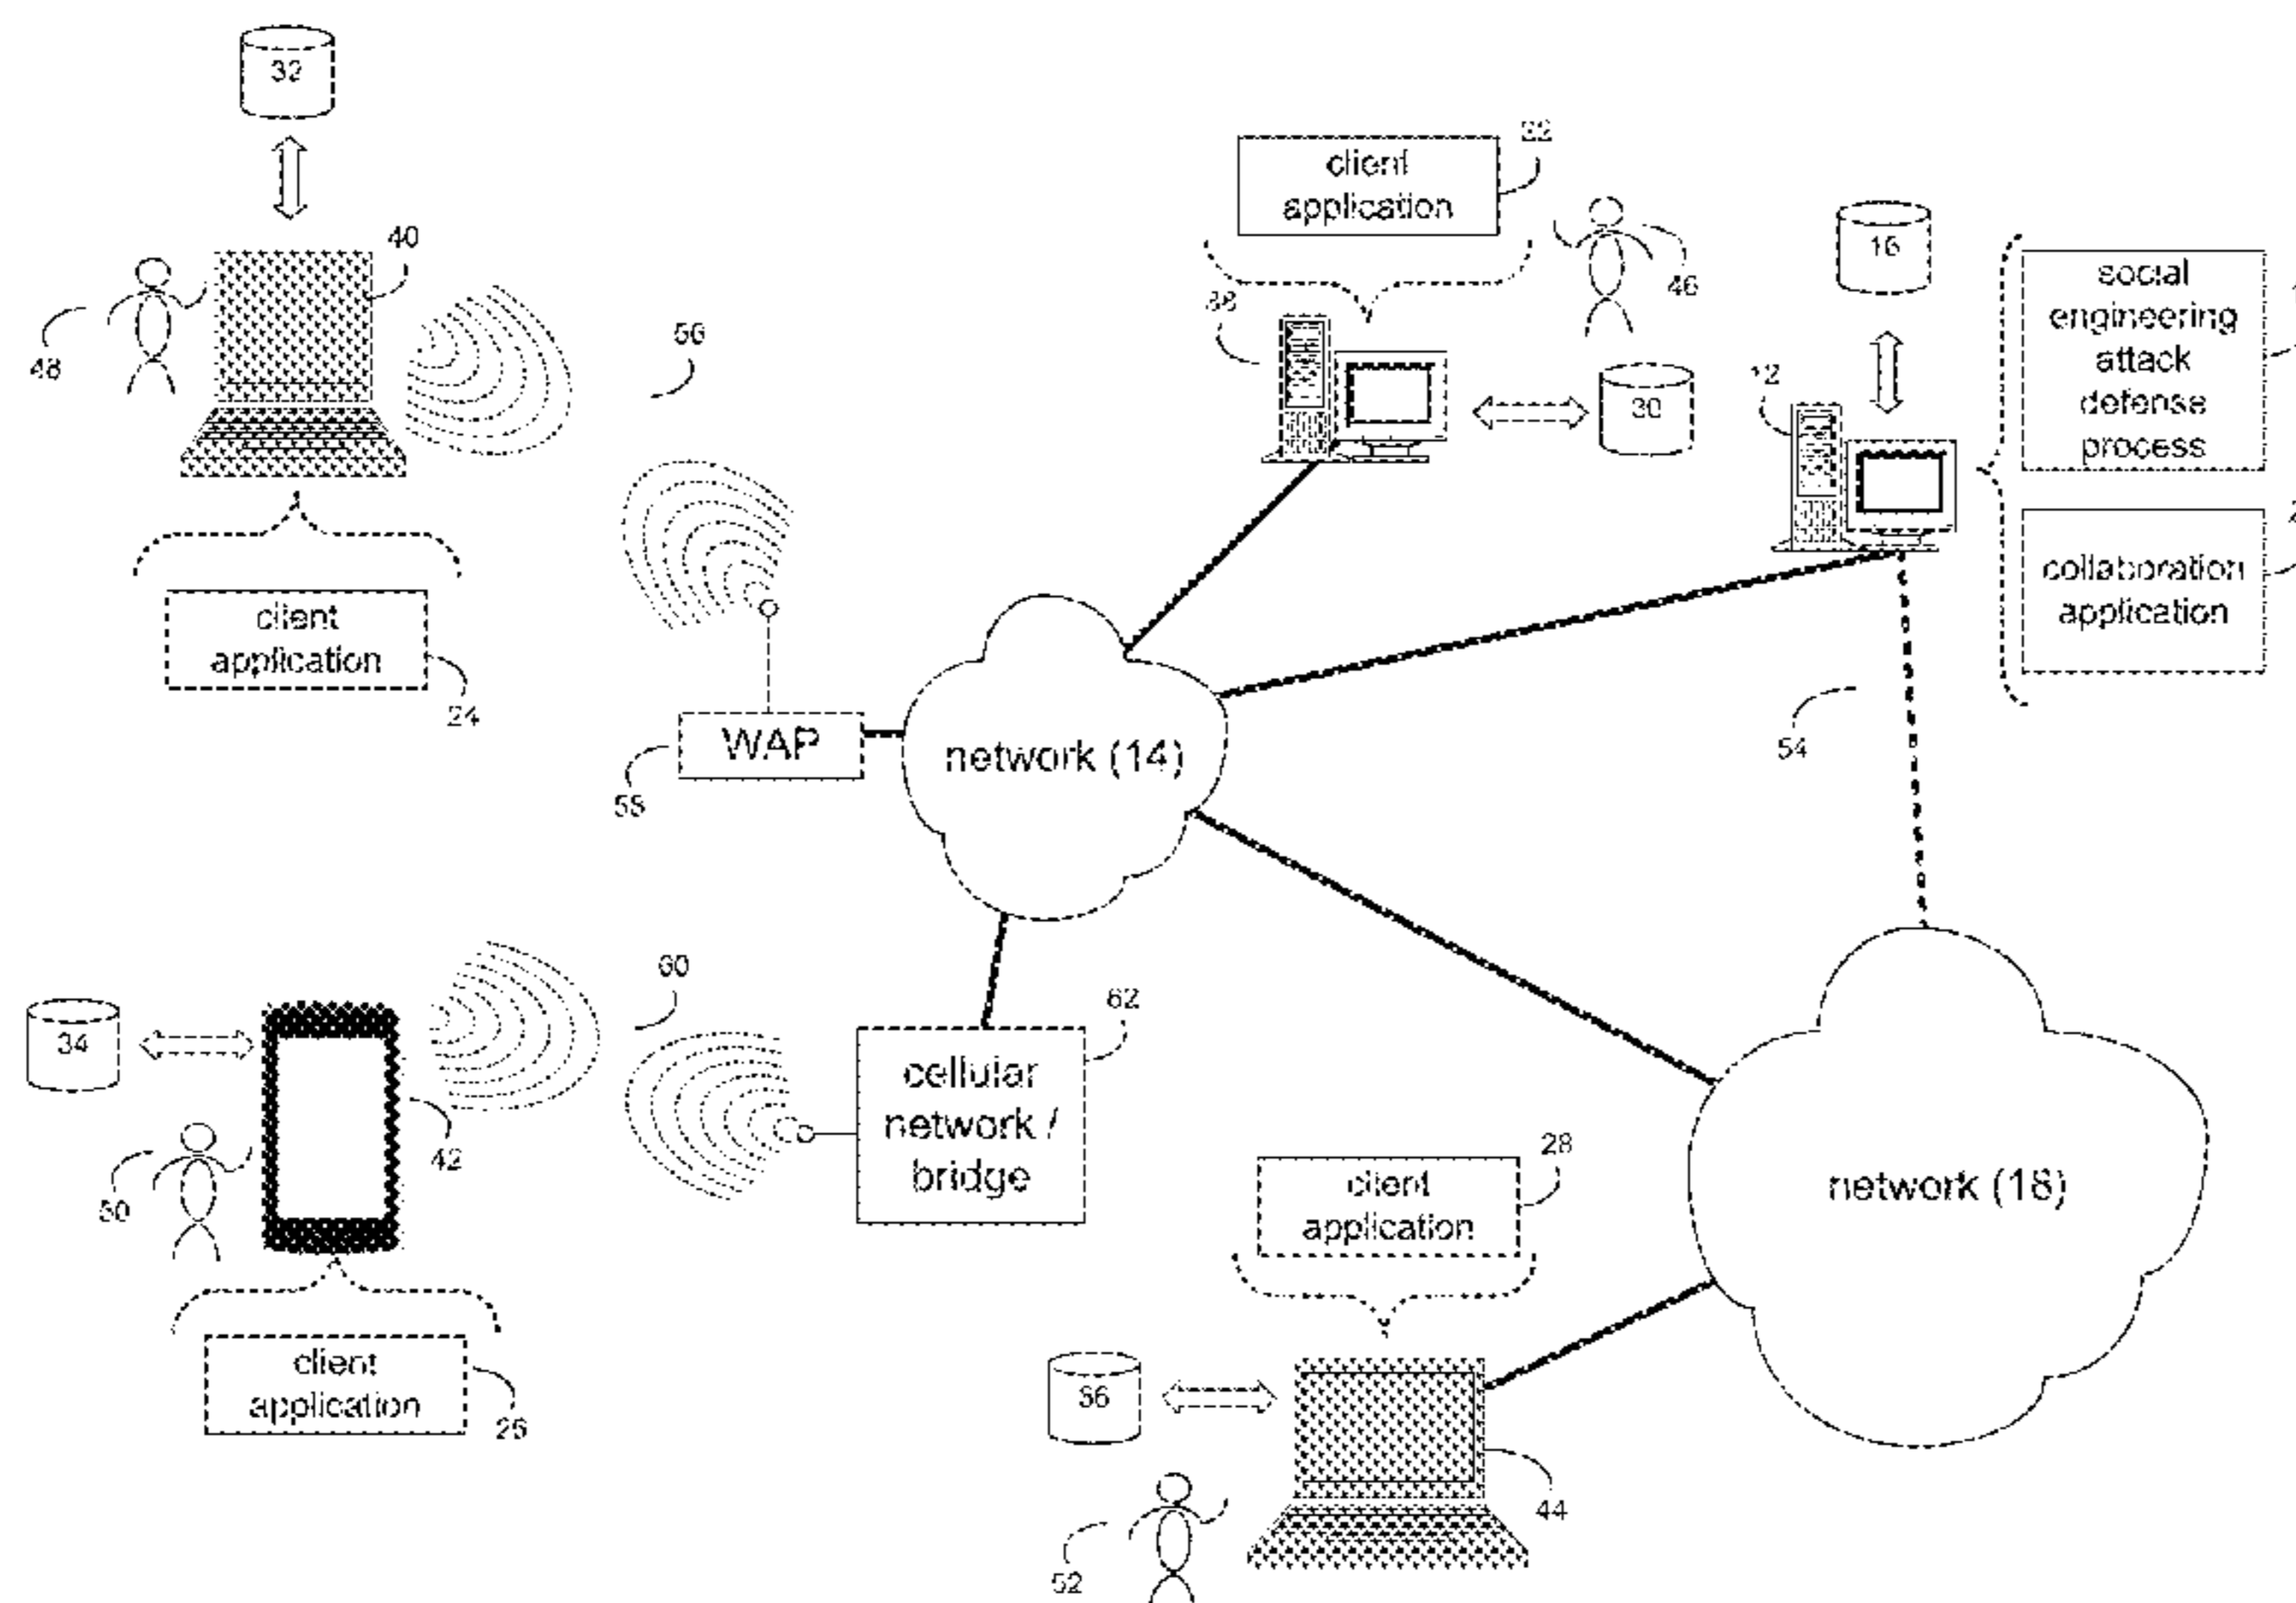 32
40
48
client
application
24
56
WAP
58
client
application
22
46
38
30
16
12
social
engineering
attack
defense
process
collaboration
application
54
network (14)
34
42
50
client
application
26
60
62
cellular
network /
bridge
network (18)
client
application
28
36
44
52